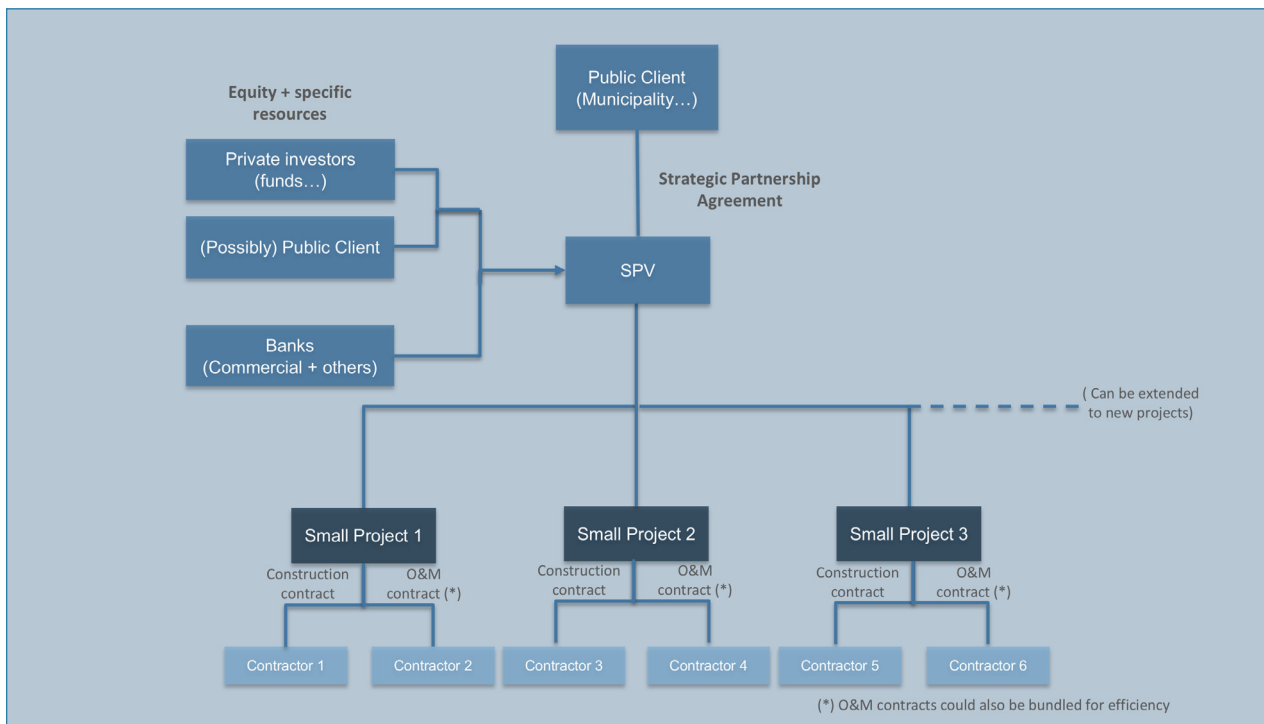 Public Client
(Municipality…)
Equity + specific
resources
Private investors
(funds…)
Strategic Partnership
Agreement
(Possibly) Public Client
SPV
Banks
(Commercial + others)
( Can be extended
to new projects)
Small Project 1
Small Project 2
Small Project 3
Construction
contract
O&M
contract (*)
Construction
contract
O&M
contract (*)
Construction
contract
O&M
contract (*)
Contractor 1
Contractor 2
Contractor 3
Contractor 4
Contractor 5
Contractor 6
(*) O&M contracts could also be bundled for efficiency